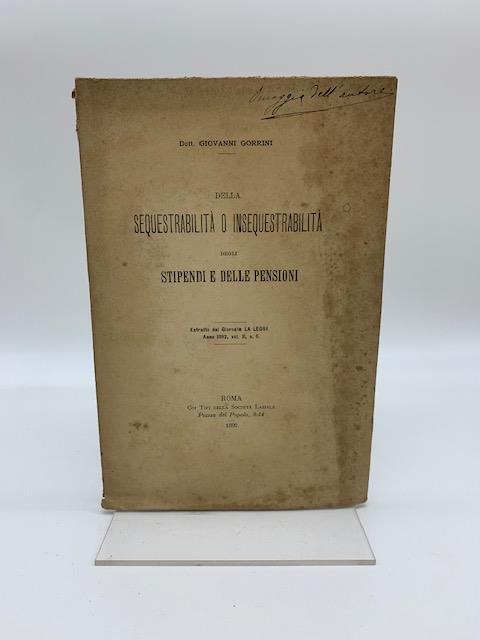 Omaggio dell'autore
Dott. GIOVANNI GORRINI
DELLA
SEQUESTRABILITÀ O INSEQUESTRABILITÀ
DEGLI
STIPENDI E DELLE PENSIONI
Estratto dal Giornale LA LEGGE
Anno 1892, vol. II, n. 6.
ROMA
COI TIPI DELLA SOCIETÀ LAZIALE
Piazza del Popolo, 8-14
1892